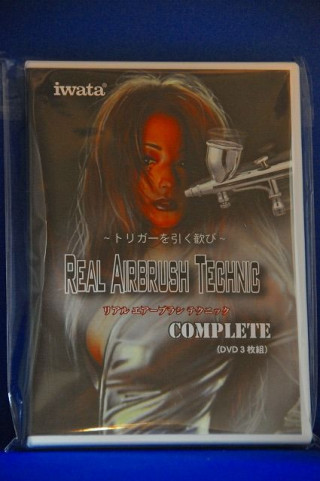 iwata®
~トリガーを引く歓び~
REAL AIRBRUSH TECHNIC
リアル エアーブラシ テクニック
COMPLETE
(DVD 3 枚組)